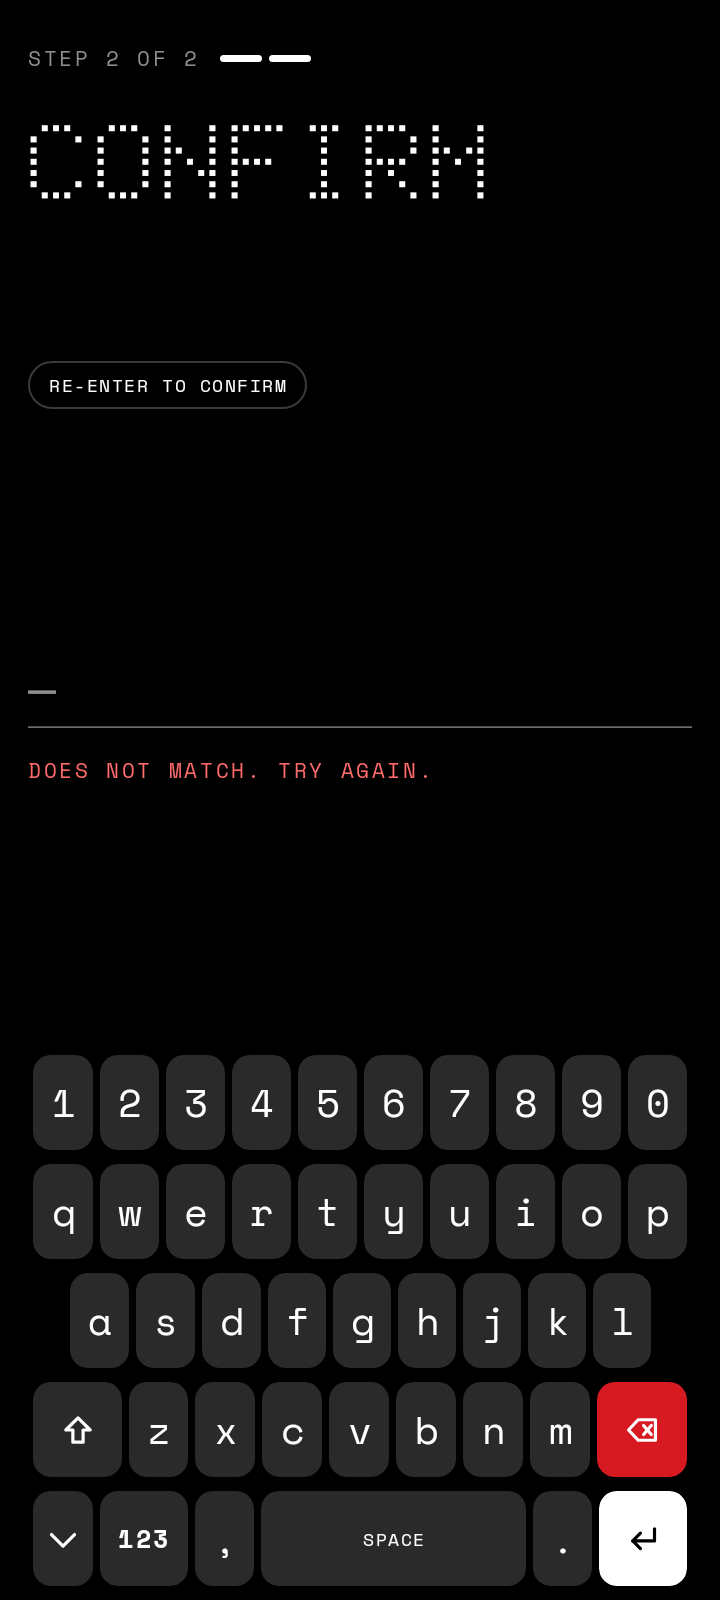 STEP 2 OF 2
CONFIRM
RE-ENTER TO CONFIRM
DOES NOT MATCH. TRY AGAIN.
1 2 3 4 5 6 7 8 9 0
q w e r t y u i o p
a s d f g h j k l
z x c v b n m
123 , SPACE .